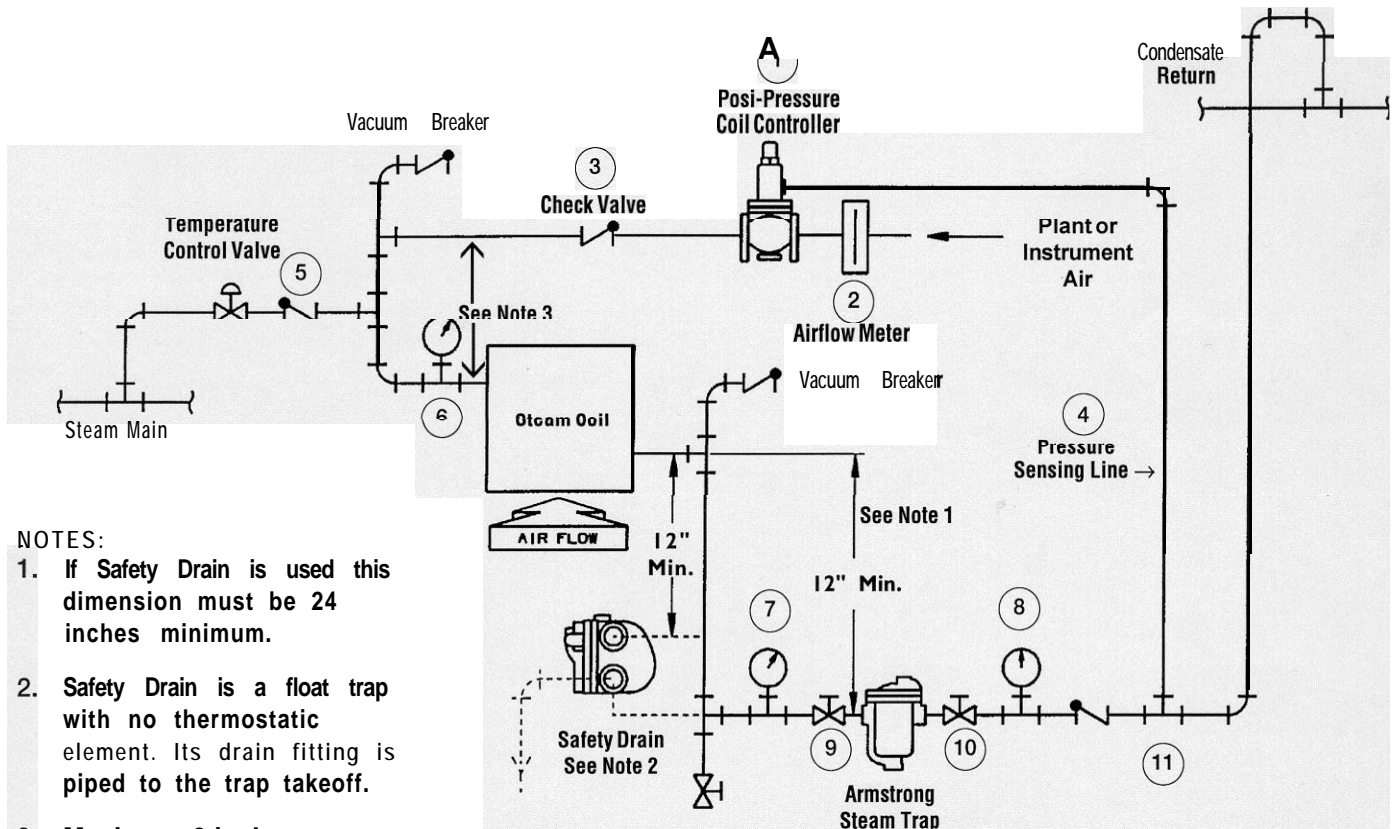 A
Condensate
Return
Posi-Pressure
Coil Controller
Vacuum Breaker
3
Check Valve
Temperature
Control Valve
5
Plant or
Instrument
Air
See Note 3
2
Airflow Meter
Vacuum Breaker
6
Steam Main
4
Pressure
Sensing Line →
AIR FLOW
See Note 1
12"
Min.
12" Min.
NOTES:
1. If Safety Drain is used this
dimension must be 24
inches minimum.
7
8
2. Safety Drain is a float trap
with no thermostatic
element. Its drain fitting is
piped to the trap takeoff.
Safety Drain
See Note 2
9
10
11
Armstrong
Steam Trap